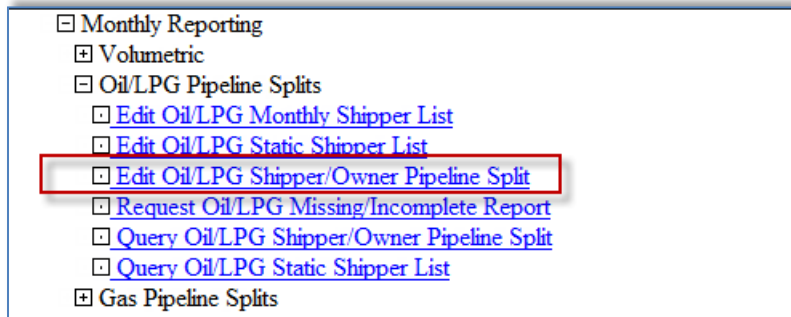 Monthly Reporting
Volumetric
Oil/LPG Pipeline Splits
Edit Oil/LPG Monthly Shipper List
Edit Oil/LPG Static Shipper List
Edit Oil/LPG Shipper/Owner Pipeline Split
Request Oil/LPG Missing/Incomplete Report
Query Oil/LPG Shipper/Owner Pipeline Split
Query Oil/LPG Static Shipper List
Gas Pipeline Splits